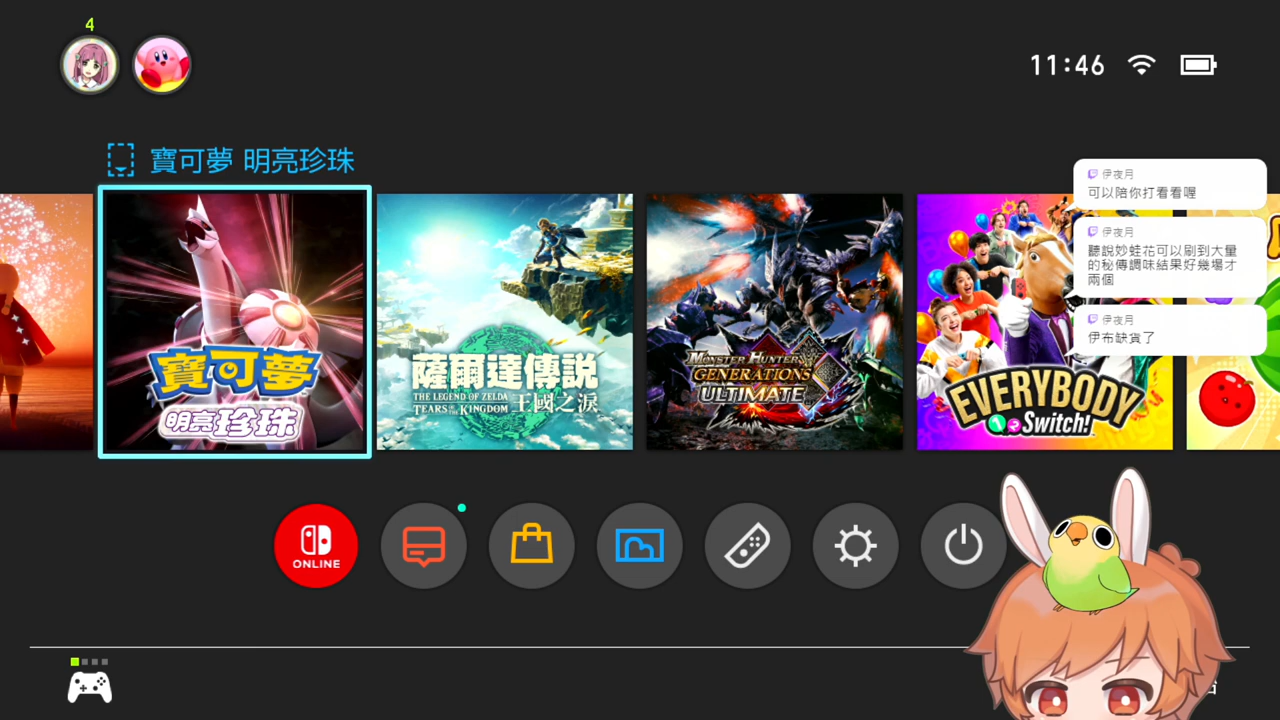 4
11:46
寶可夢 明亮珍珠
伊夜月
可以陪你打看看喔
伊夜月
聽說妙蛙花可以刷到大量
的秘傳調味結果好幾場才
兩個
伊夜月
伊布缺貨了
寶可夢
明亮珍珠
薩爾達傳說
THE LEGEND OF ZELDA
TEARS OF THE KINGDOM
王國之淚
MONSTER HUNTER
GENERATIONS
ULTIMATE
EVERYBODY
1 2 Switch!
ONLINE